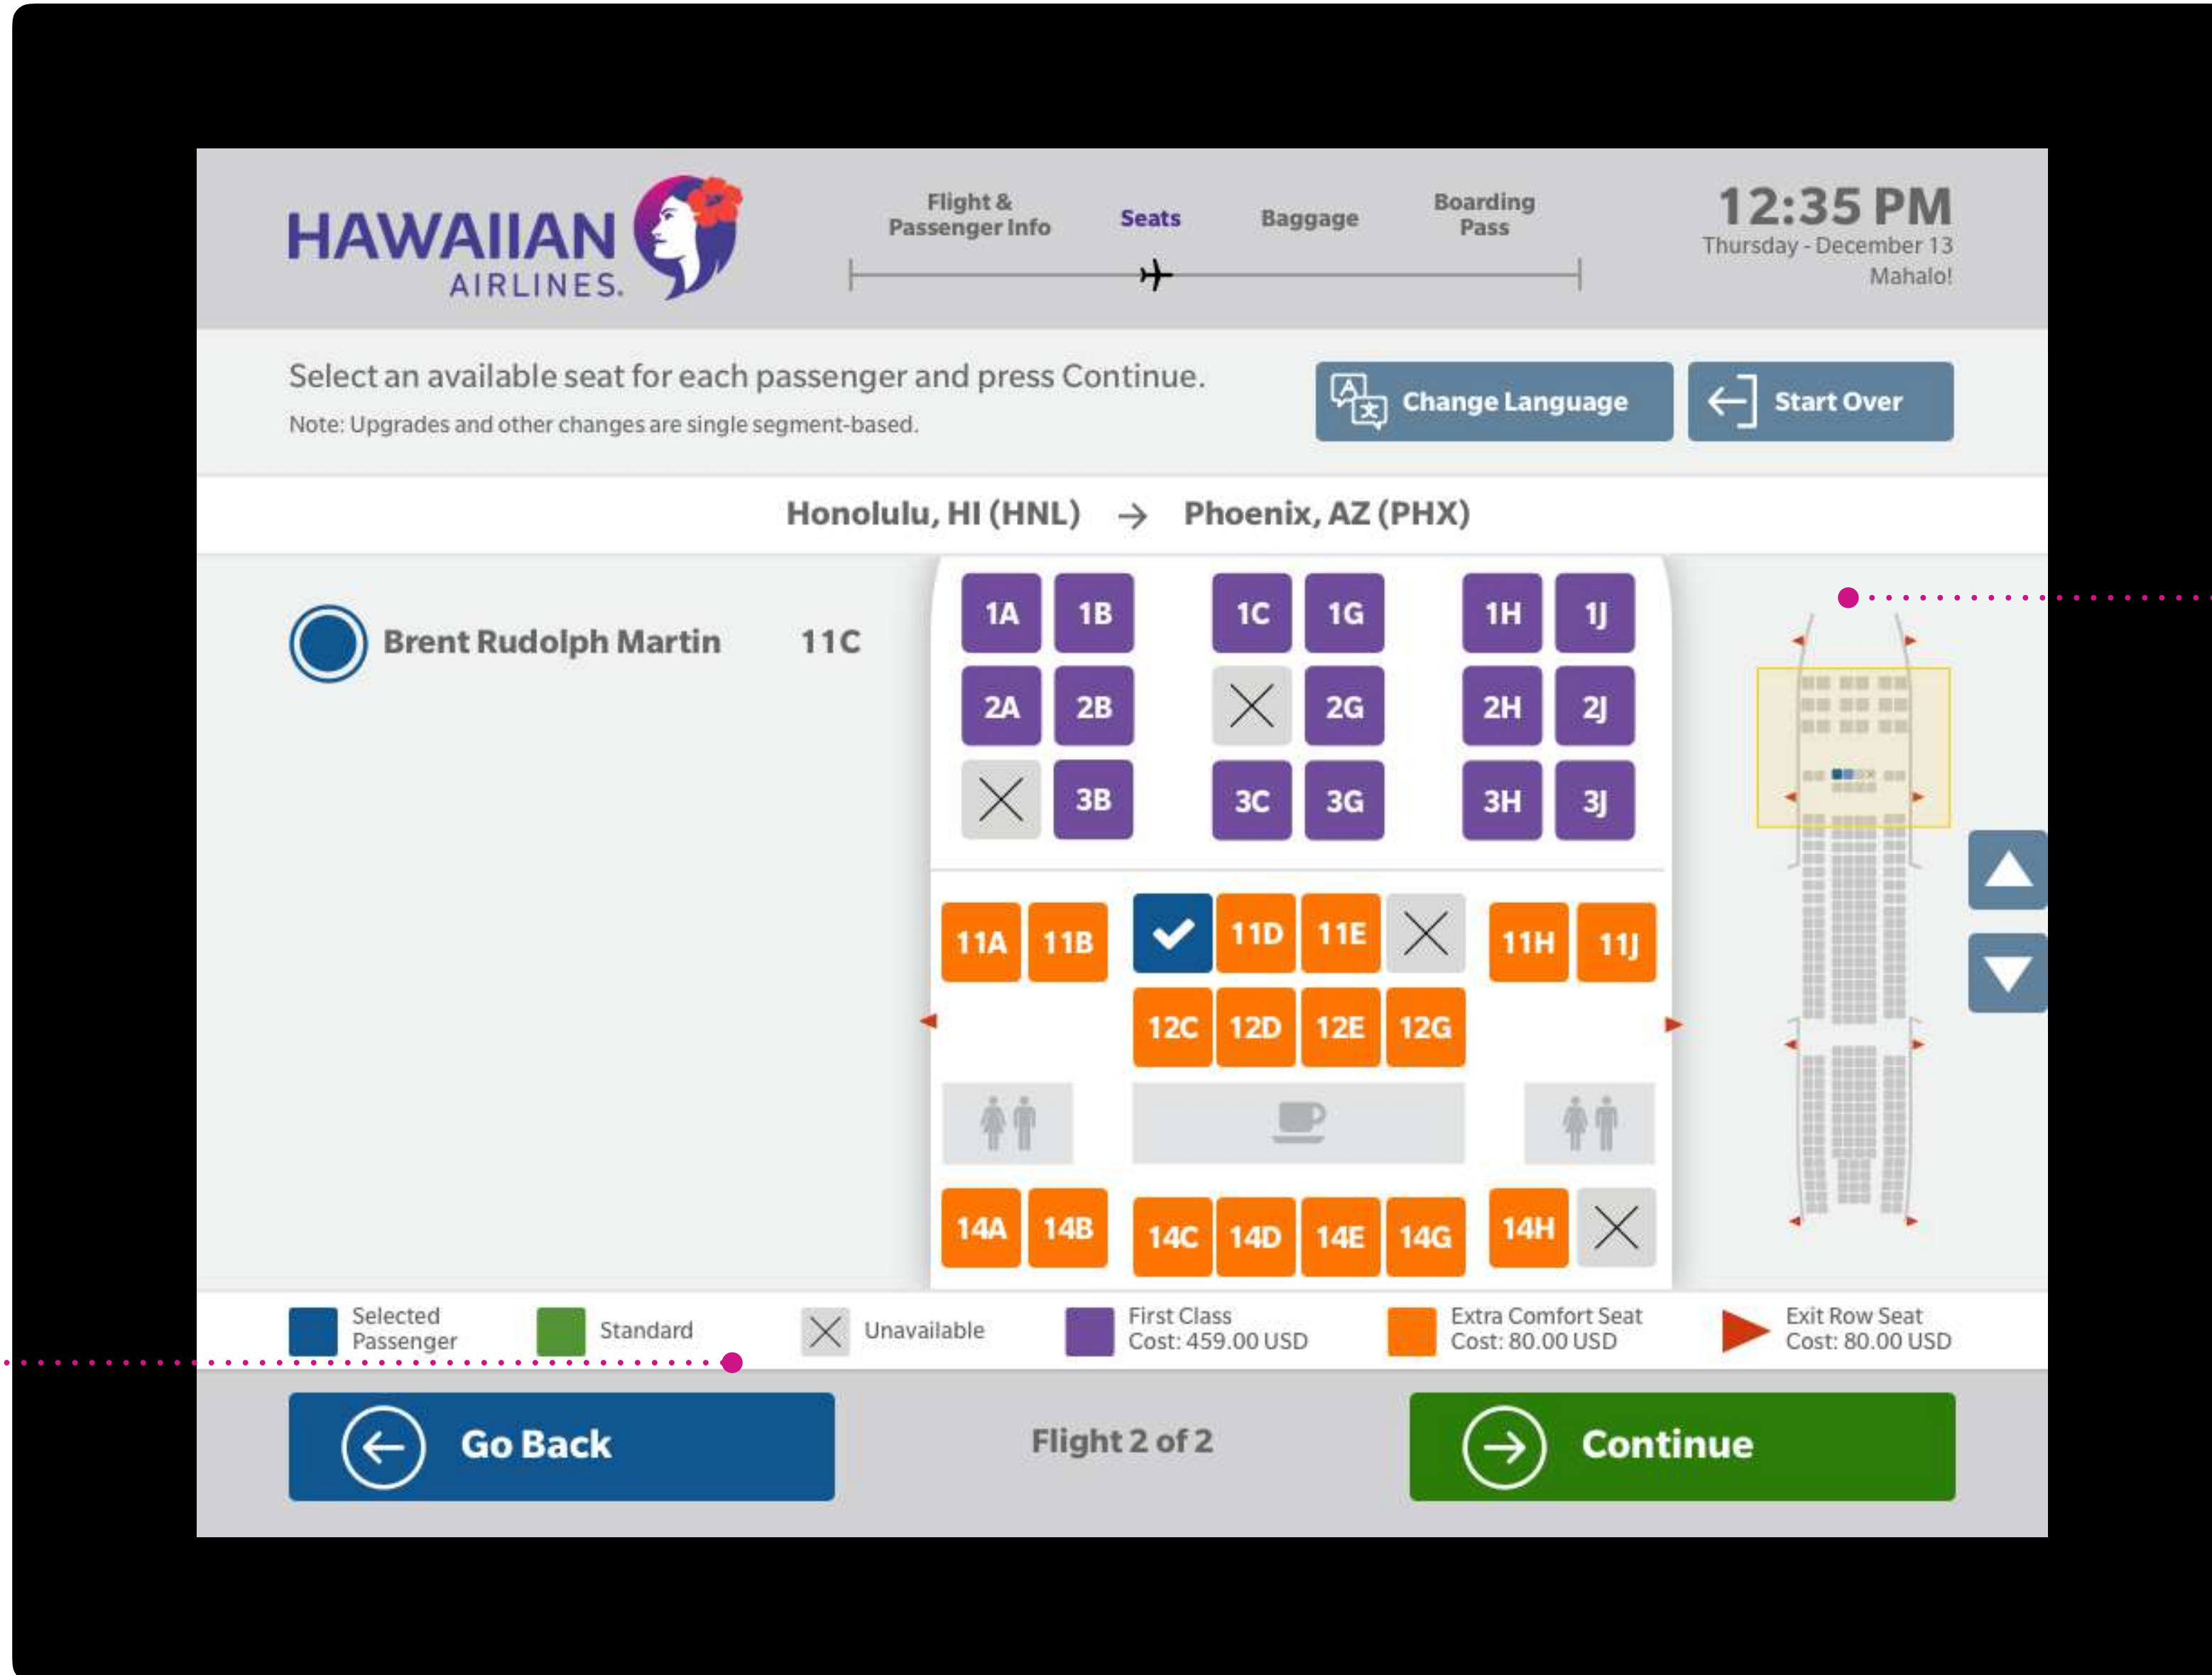 HAWAIIAN
AIRLINES.
Flight &
Passenger Info
Seats
Baggage
Boarding
Pass
12:35 PM
Thursday - December 13
Mahalo!
Select an available seat for each passenger and press Continue.
Note: Upgrades and other changes are single segment-based.
A 文 Change Language
Start Over
Honolulu, HI (HNL) → Phoenix, AZ (PHX)
Brent Rudolph Martin 11C
1A 1B 1C 1G 1H 1J
2A 2B 2G 2H 2J
3B 3C 3G 3H 3J
11A 11B 11D 11E 11H 11J
12C 12D 12E 12G
14A 14B 14C 14D 14E 14G 14H
Selected
Passenger
Standard
Unavailable
First Class
Cost: 459.00 USD
Extra Comfort Seat
Cost: 80.00 USD
Exit Row Seat
Cost: 80.00 USD
Go Back
Flight 2 of 2
Continue